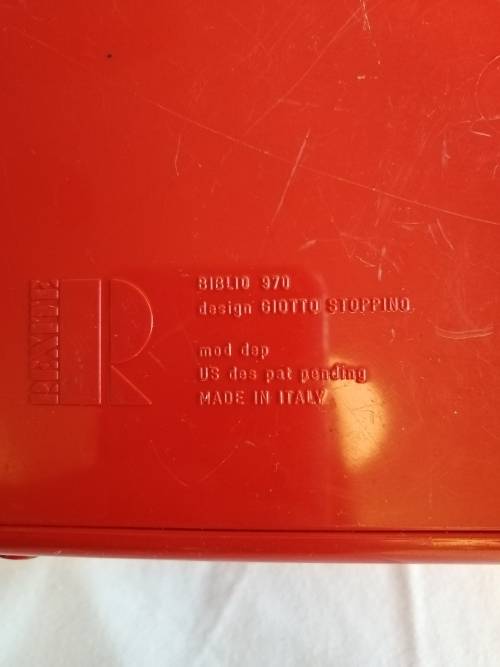 REXITE
R
BIBLIO 970
design GIOTTO STOPPINO
mod dep
US des pat pending
MADE IN ITALY